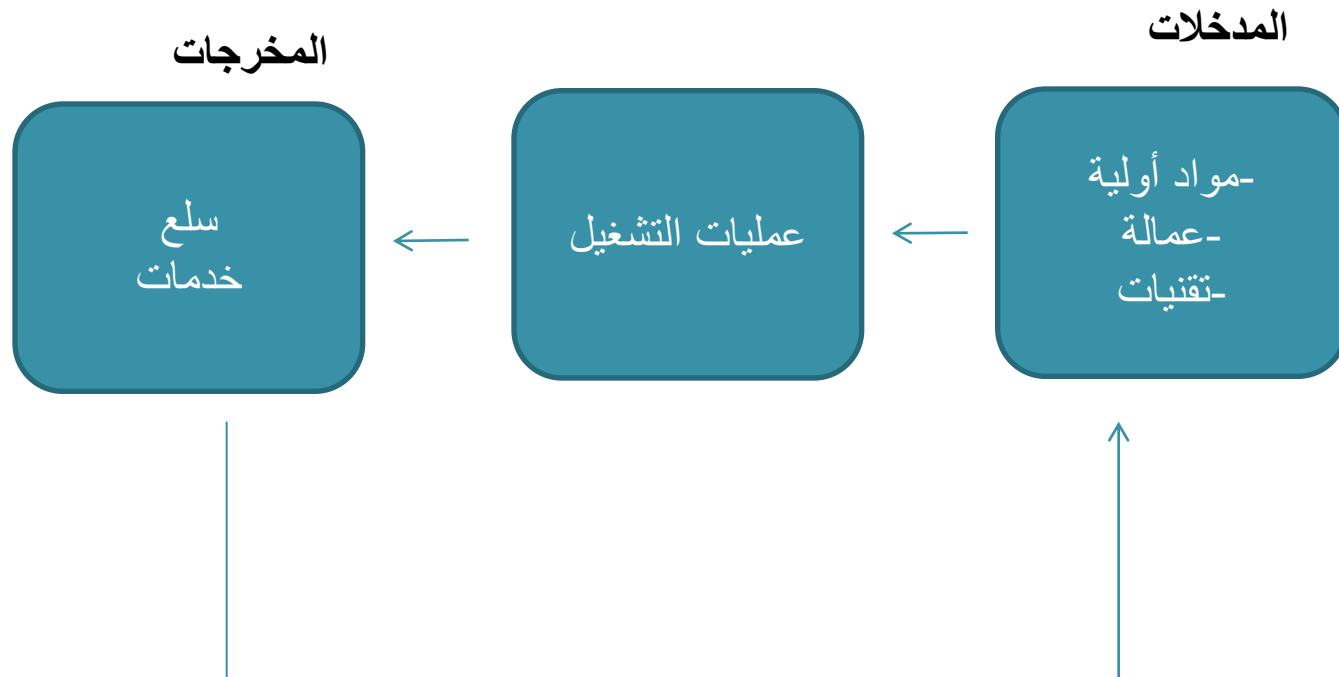 المدخلات
-مواد أولية
-عمالة
-تقنيات
عمليات التشغيل
المخرجات
سلع
خدمات